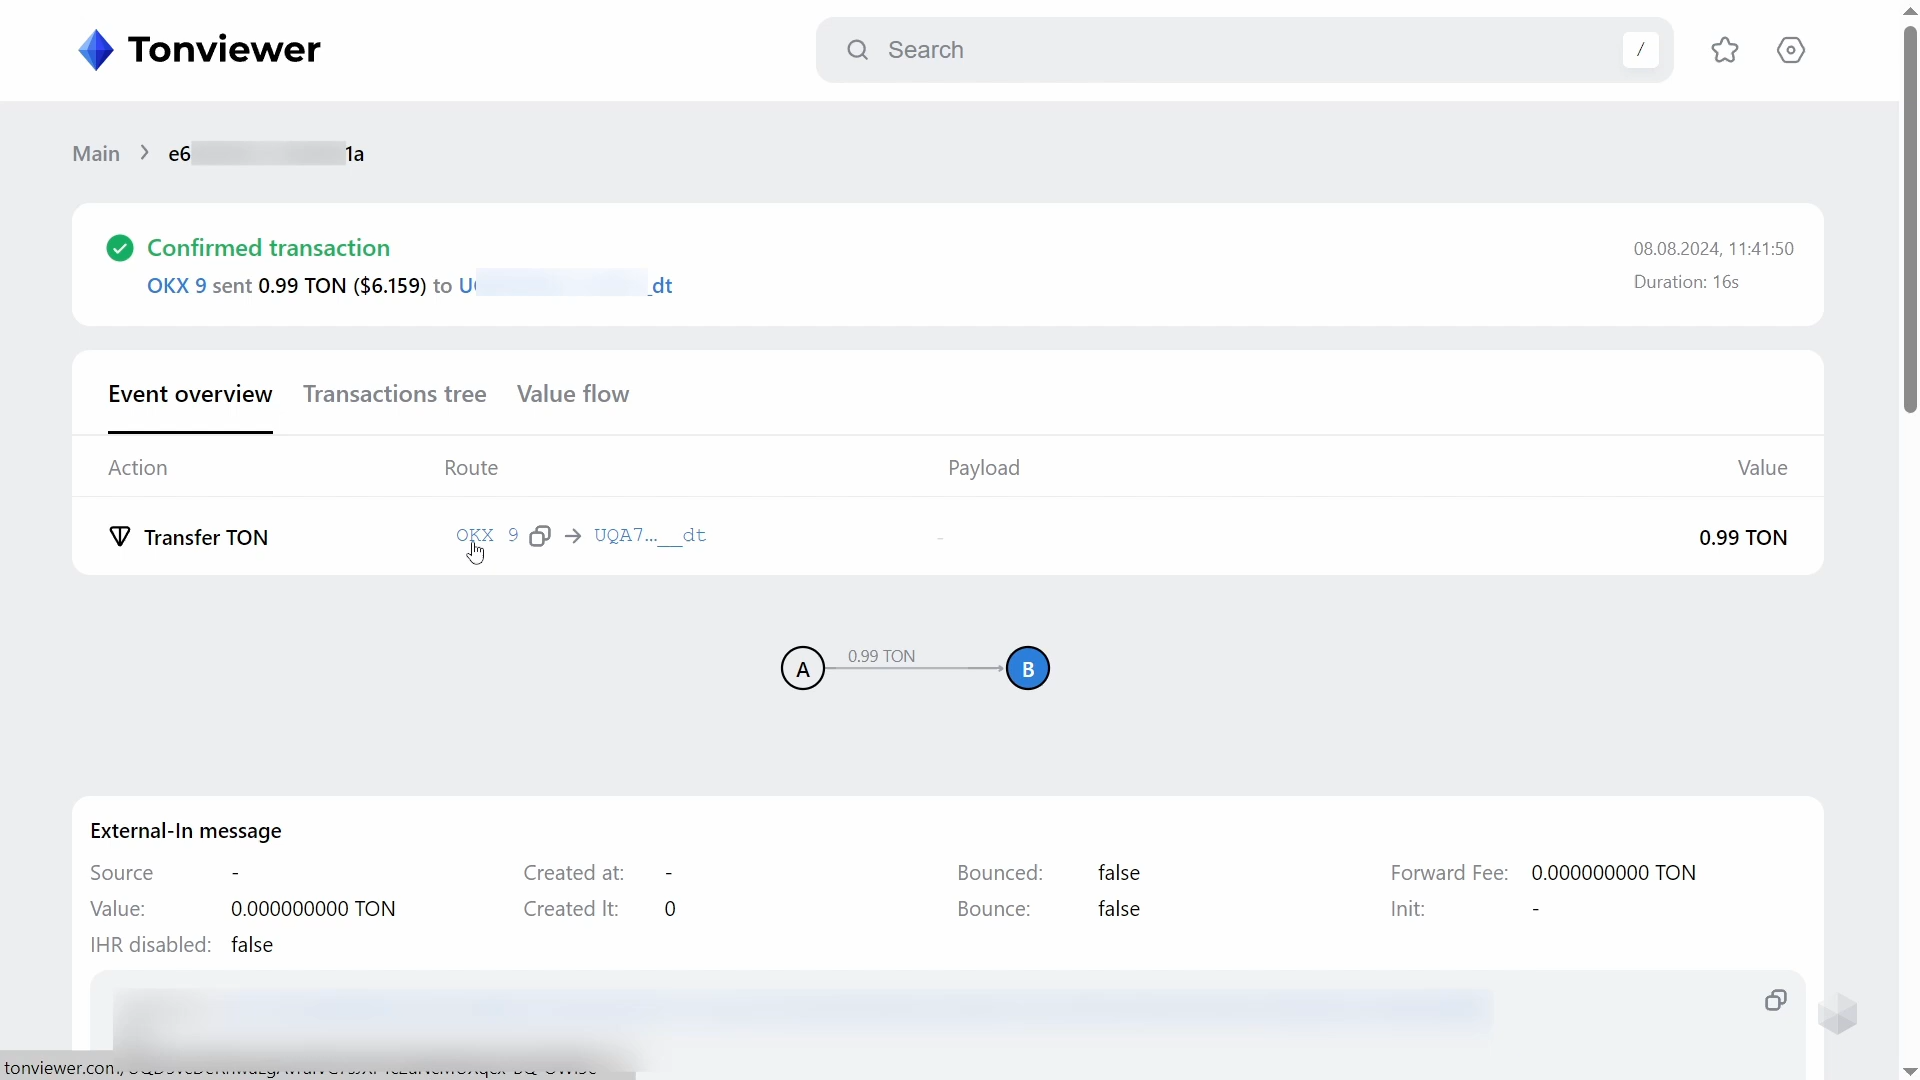 Tonviewer
Search /
Main > e6 1a
Confirmed transaction
08.08.2024, 11:41:50
OKX 9 sent 0.99 TON ($6.159) to U _dt
Duration: 16s
Event overview Transactions tree Value flow
Action Route Payload Value
Transfer TON OKX 9 → UQA7...__dt - 0.99 TON
A 0.99 TON B
External-In message
Source - Created at: - Bounced: false Forward Fee: 0.000000000 TON
Value: 0.000000000 TON Created lt: 0 Bounce: false Init: -
IHR disabled: false
tonviewer.com/